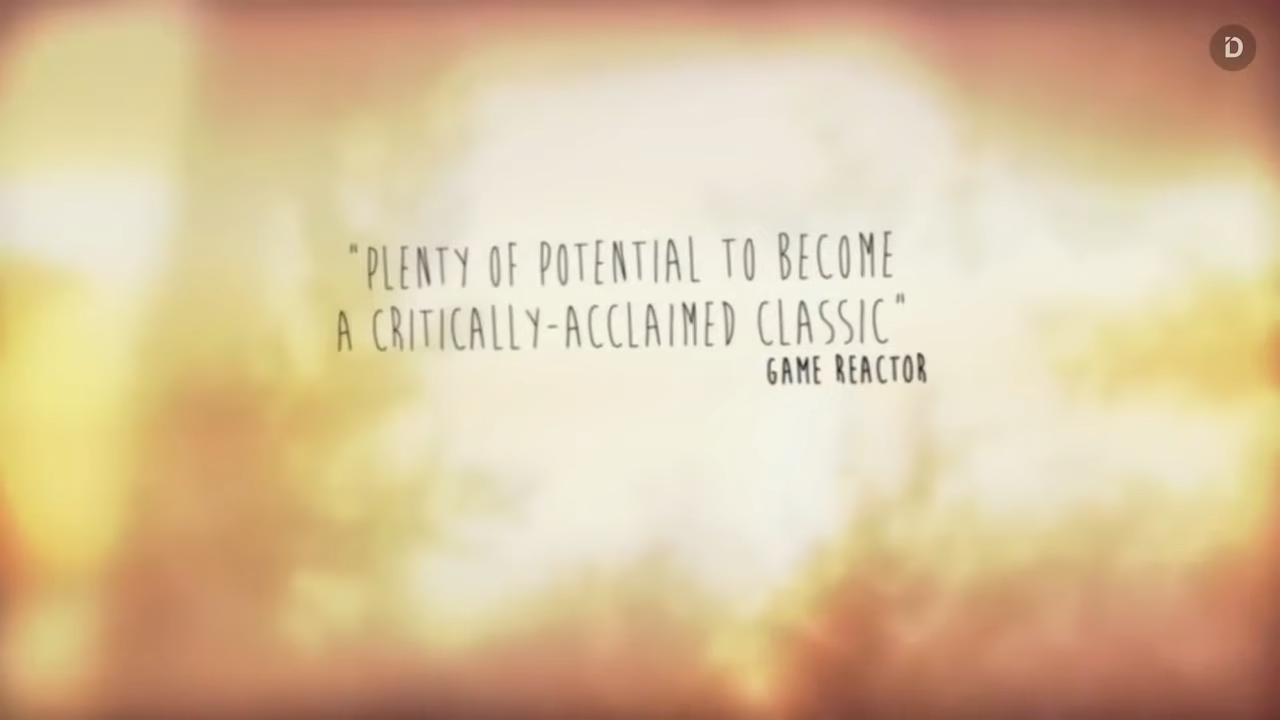 "PLENTY OF POTENTIAL TO BECOME
A CRITICALLY-ACCLAIMED CLASSIC"
GAME REACTOR